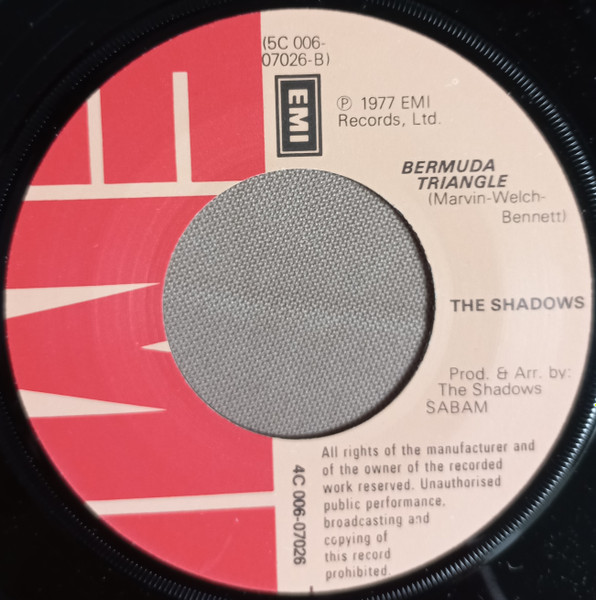 (5C 006-
07026-B)
EMI
℗ 1977 EMI
Records, Ltd.
BERMUDA
TRIANGLE
(Marvin-Welch-
Bennett)
THE SHADOWS
Prod. & Arr. by:
The Shadows
SABAM
All rights of the manufacturer and
of the owner of the recorded
work reserved. Unauthorised
public performance,
broadcasting and
copying of
this record
prohibited.
4C 006-07026
EMI